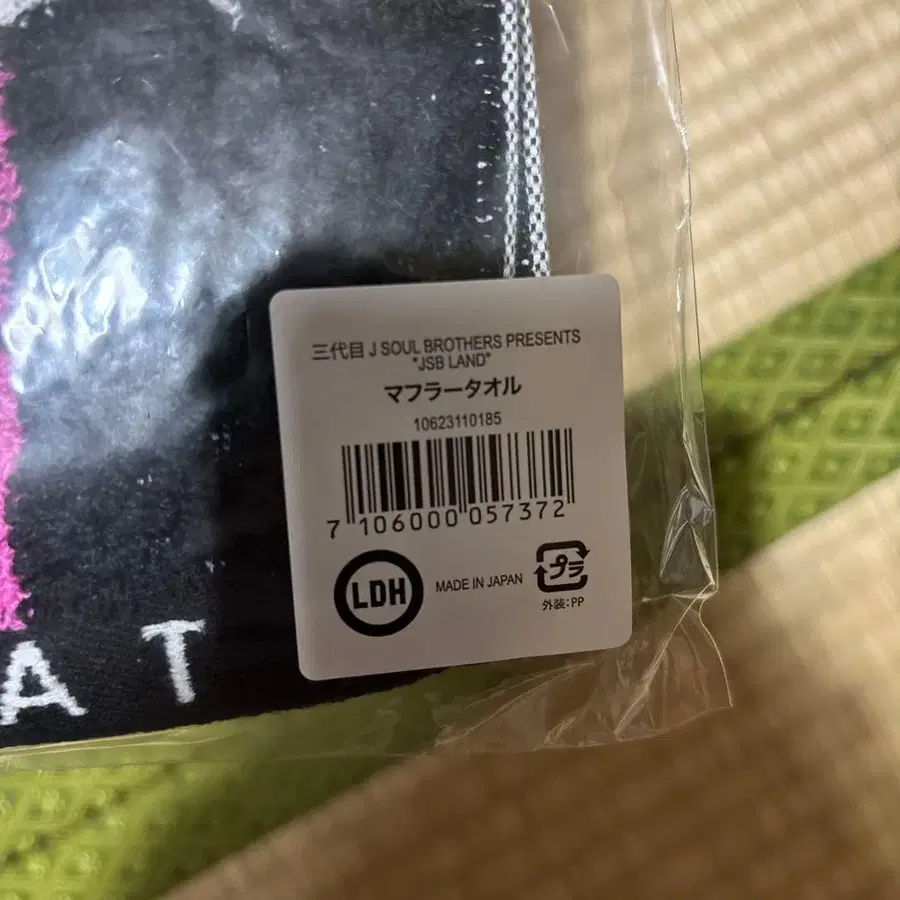 三代目 J SOUL BROTHERS PRESENTS
"JSB LAND"
マフラータオル
10623110185
7 106000 057372
LDH
MADE IN JAPAN
プラ
外装:PP
AT